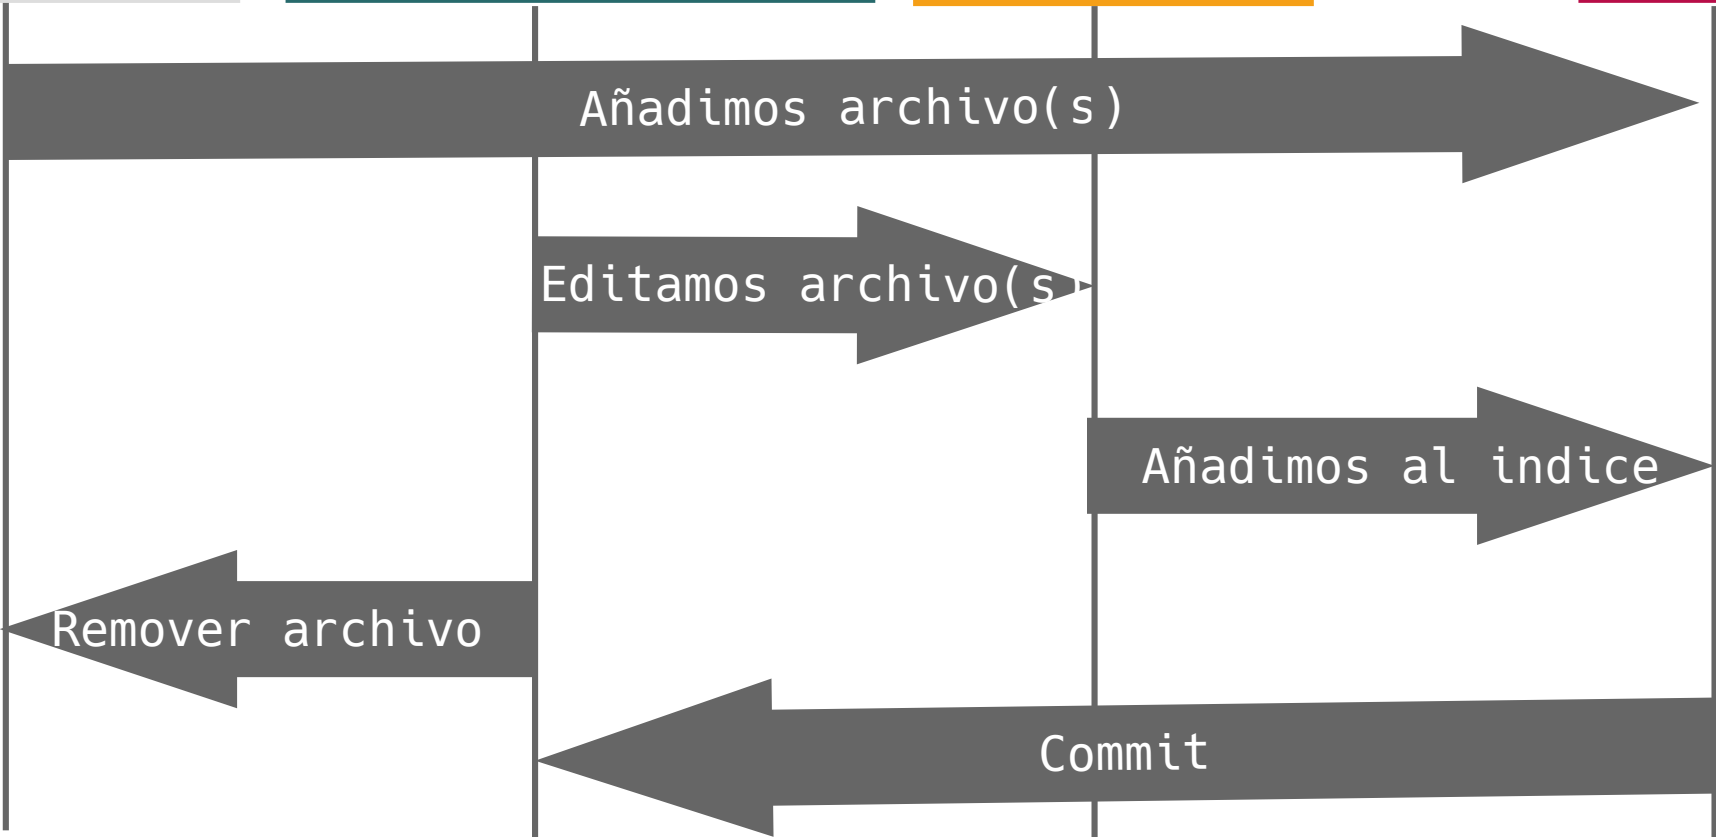 Añadimos archivo(s)
Editamos archivo(s)
Añadimos al indice
Remover archivo
Commit